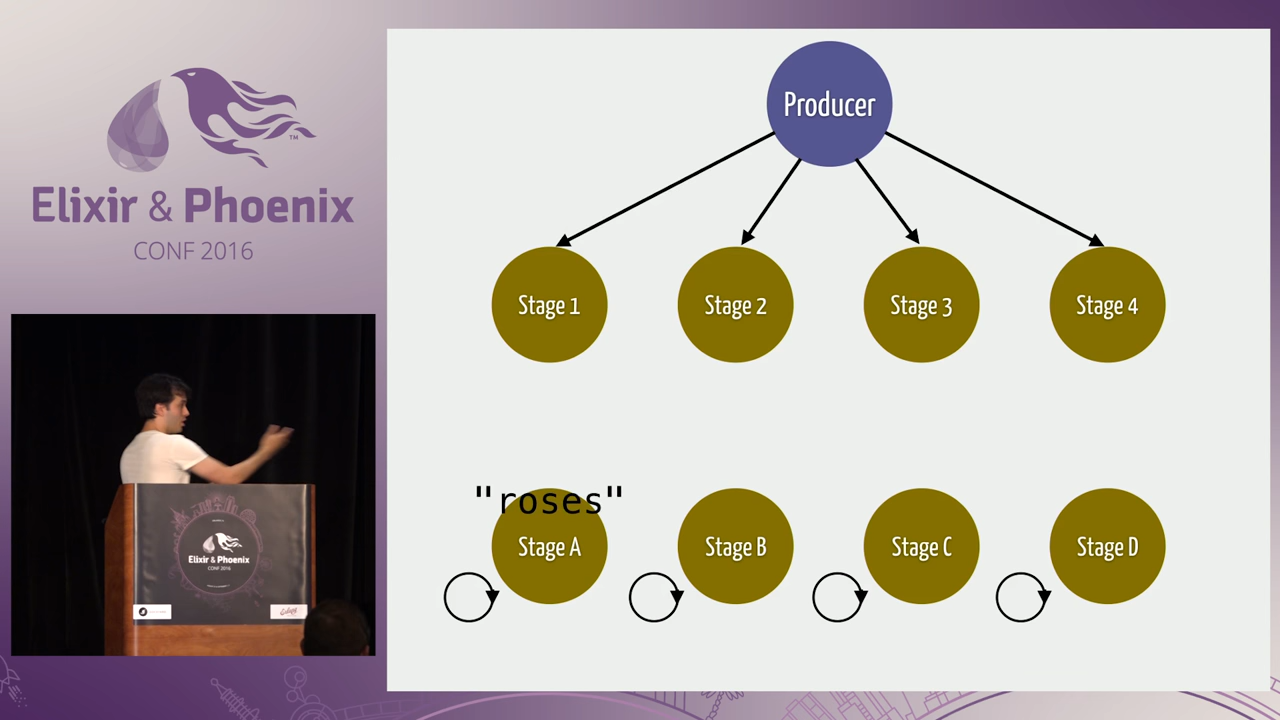 TM
Elixir & Phoenix
CONF 2016
Producer
Stage 1
Stage 2
Stage 3
Stage 4
"roses"
Stage A
Stage B
Stage C
Stage D
Elixir & Phoenix
CONF 2016